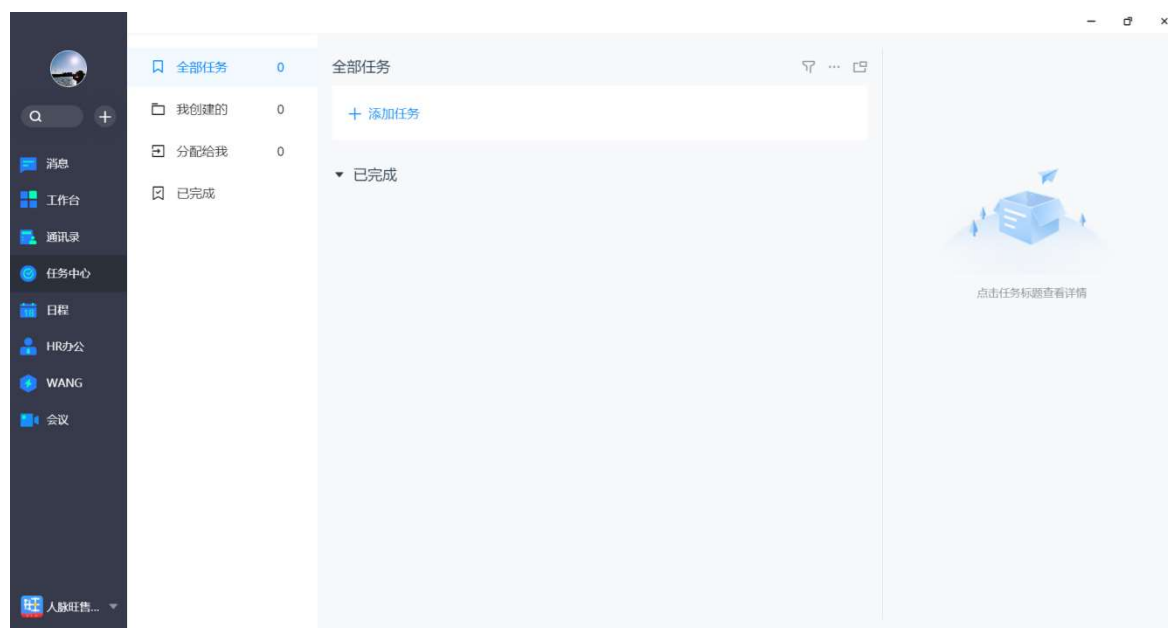 消息
工作台
通讯录
任务中心
日程
HR办公
WANG
会议
旺
人脉旺售...
全部任务 0
我创建的 0
分配给我 0
已完成
全部任务
+ 添加任务
已完成
点击任务标题查看详情